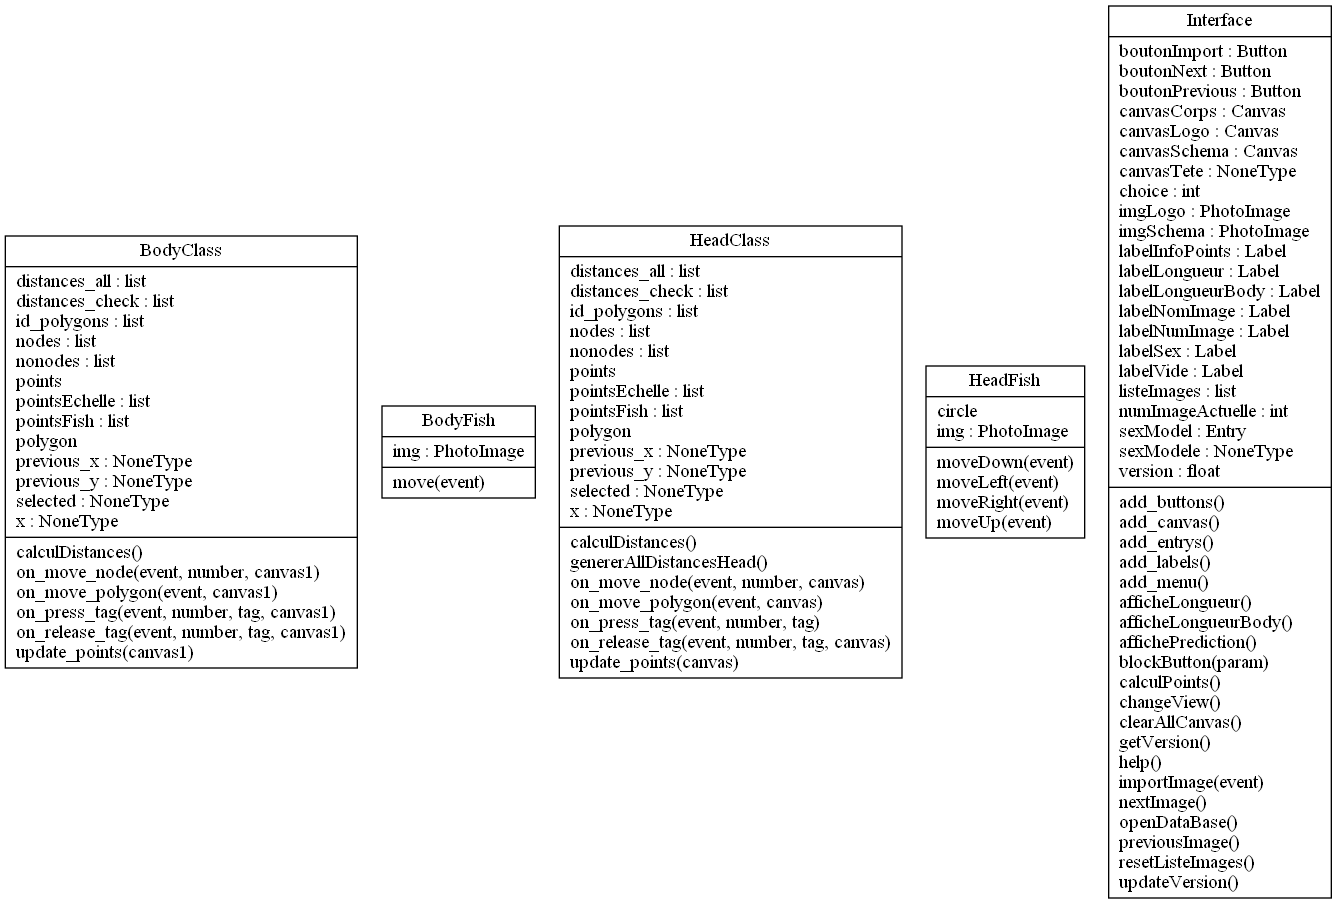 BodyClass
distances_all : list
distances_check : list
id_polygons : list
nodes : list
nonodes : list
points
pointsEchelle : list
pointsFish : list
polygon
previous_x : NoneType
previous_y : NoneType
selected : NoneType
x : NoneType
calculDistances()
on_move_node(event, number, canvas1)
on_move_polygon(event, canvas1)
on_press_tag(event, number, tag, canvas1)
on_release_tag(event, number, tag, canvas1)
update_points(canvas1)
BodyFish
img : PhotoImage
move(event)
HeadClass
distances_all : list
distances_check : list
id_polygons : list
nodes : list
nonodes : list
points
pointsEchelle : list
pointsFish : list
polygon
previous_x : NoneType
previous_y : NoneType
selected : NoneType
x : NoneType
calculDistances()
genererAllDistancesHead()
on_move_node(event, number, canvas)
on_move_polygon(event, canvas)
on_press_tag(event, number, tag)
on_release_tag(event, number, tag, canvas)
update_points(canvas)
HeadFish
circle
img : PhotoImage
moveDown(event)
moveLeft(event)
moveRight(event)
moveUp(event)
Interface
boutonImport : Button
boutonNext : Button
boutonPrevious : Button
canvasCorps : Canvas
canvasLogo : Canvas
canvasSchema : Canvas
canvasTete : NoneType
choice : int
imgLogo : PhotoImage
imgSchema : PhotoImage
labelInfoPoints : Label
labelLongueur : Label
labelLongueurBody : Label
labelNomImage : Label
labelNumImage : Label
labelSex : Label
labelVide : Label
listeImages : list
numImageActuelle : int
sexModel : Entry
sexModele : NoneType
version : float
add_buttons()
add_canvas()
add_entrys()
add_labels()
add_menu()
afficheLongueur()
afficheLongueurBody()
affichePrediction()
blockButton(param)
calculPoints()
changeView()
clearAllCanvas()
getVersion()
help()
importImage(event)
nextImage()
openDataBase()
previousImage()
resetListeImages()
updateVersion()